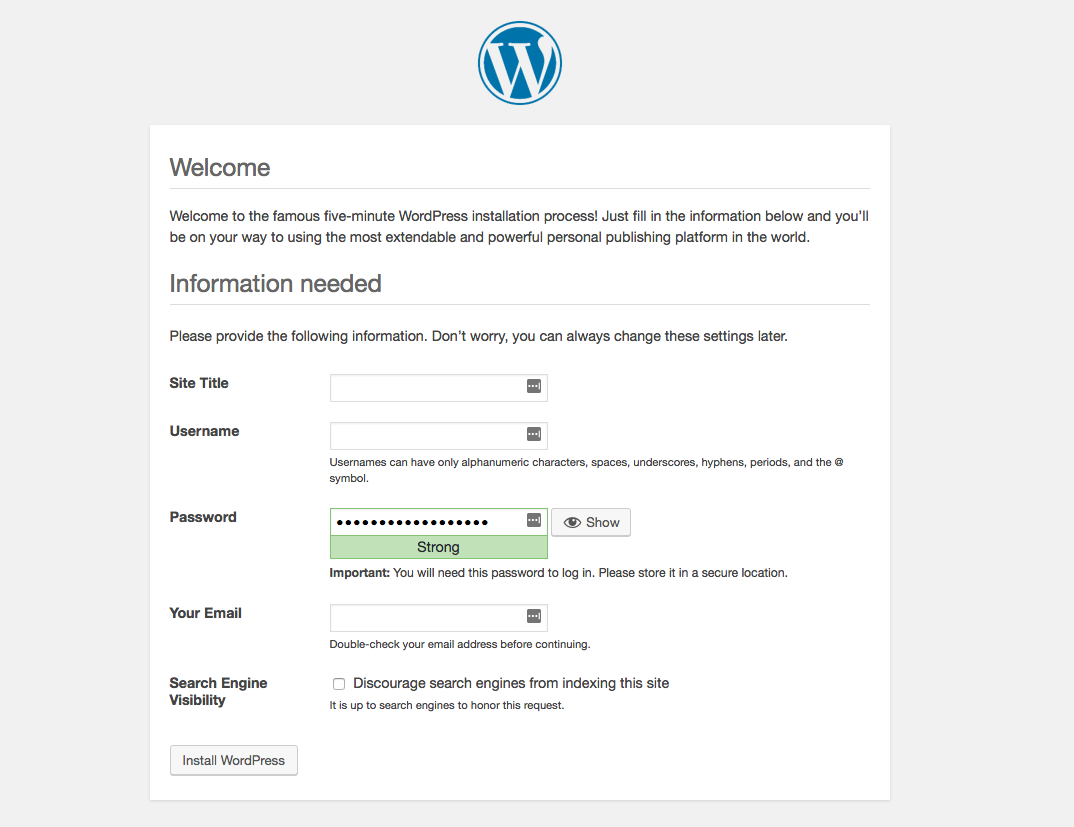 Welcome
Welcome to the famous five-minute WordPress installation process! Just fill in the information below and you’ll
be on your way to using the most extendable and powerful personal publishing platform in the world.
Information needed
Please provide the following information. Don’t worry, you can always change these settings later.
Site Title
Username
Usernames can have only alphanumeric characters, spaces, underscores, hyphens, periods, and the @
symbol.
Password
••••••••••••••••••
Show
Strong
Important: You will need this password to log in. Please store it in a secure location.
Your Email
Double-check your email address before continuing.
Search Engine
Visibility
Discourage search engines from indexing this site
It is up to search engines to honor this request.
Install WordPress